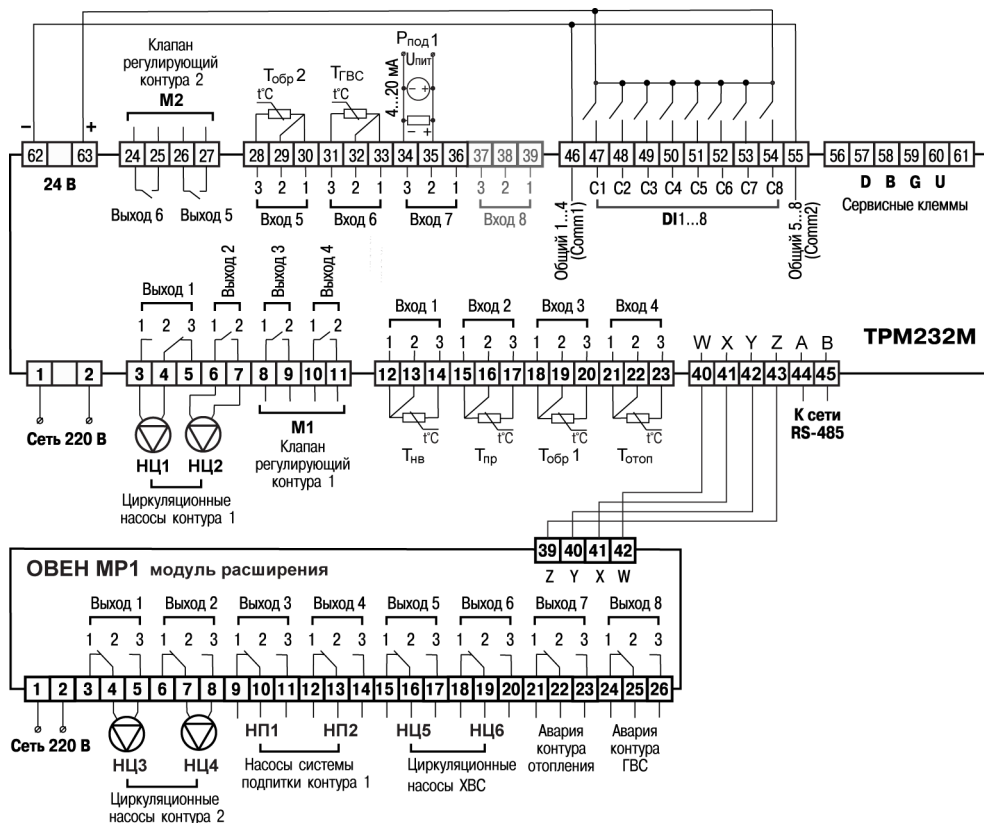 Клапан
регулирующий
контура 2
М2
Tобр 2
t°C
TГВС
t°C
Pпод 1
Uпит
4...20 мА
− +
− +
− +
62 63
24 В
24 25 26 27
Выход 6 Выход 5
28 29 30 31 32 33 34 35 36 37 38 39
3 2 1 3 2 1 3 2 1 3 2 1
Вход 5 Вход 6 Вход 7 Вход 8
46 47 48 49 50 51 52 53 54 55
C1 C2 C3 C4 C5 C6 C7 C8
DI1...8
Общий 1...4
(Comm1)
Общий 5...8
(Comm2)
56 57 58 59 60 61
D B G U
Сервисные клеммы
Выход 1
Выход 2
Выход 3
Выход 4
1 2 3 1 2 1 2 1 2
Вход 1 Вход 2 Вход 3 Вход 4
1 2 3 1 2 3 1 2 3 1 2 3
W X Y Z A B
ТРМ232М
1 2
Сеть 220 В
3 4 5 6 7 8 9 10 11
12 13 14 15 16 17 18 19 20 21 22 23
40 41 42 43 44 45
К сети
RS-485
НЦ1 НЦ2
Циркуляционные
насосы контура 1
М1
Клапан
регулирующий
контура 1
t°C t°C t°C t°C
Tнв Tпр Tобр 1 Tотоп
39 40 41 42
Z Y X W
ОВЕН МР1 модуль расширения
Выход 1 Выход 2 Выход 3 Выход 4 Выход 5 Выход 6 Выход 7 Выход 8
1 2 3 1 2 3 1 2 3 1 2 3 1 2 3 1 2 3 1 2 3 1 2 3
1 2 3 4 5 6 7 8 9 10 11 12 13 14 15 16 17 18 19 20 21 22 23 24 25 26
Сеть 220 В
НЦ3 НЦ4
Циркуляционные
насосы контура 2
НП1 НП2
Насосы системы
подпитки контура 1
НЦ5 НЦ6
Циркуляционные
насосы ХВС
Авария
контура
отопления
Авария
контура
ГВС